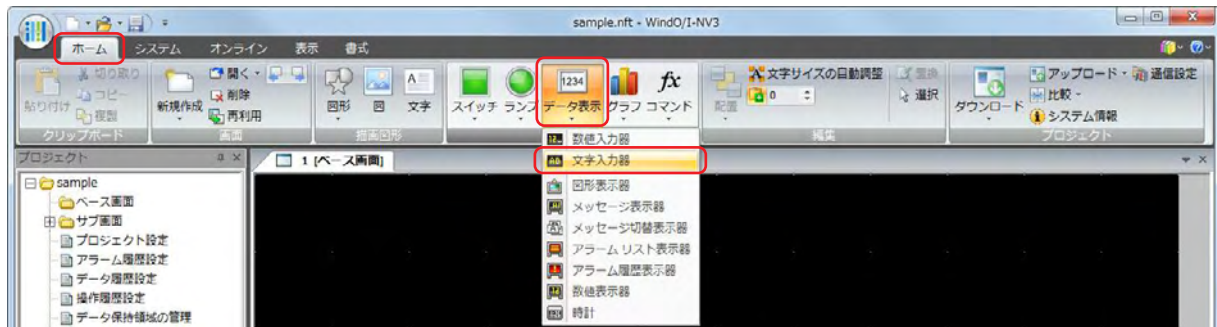 sample.nft - WindO/I-NV3
ホーム システム オンライン 表示 書式
貼り付け 切り取り コピー 複製
クリップボード
新規作成 開く 削除 再利用
画面
図形 図 文字
描画図形
スイッチ ランプ データ表示 グラフ コマンド
1234
fx
配置 文字サイズの自動調整 0 置換 選択
編集
ダウンロード アップロード 比較 システム情報 通信設定
プロジェクト
プロジェクト
1 [ベース画面]
sample
ベース画面
サブ画面
プロジェクト設定
アラーム履歴設定
データ履歴設定
操作履歴設定
データ保持領域の管理
数値入力器
文字入力器
図形表示器
メッセージ表示器
メッセージ切替表示器
アラーム リスト表示器
アラーム履歴表示器
数値表示器
時計